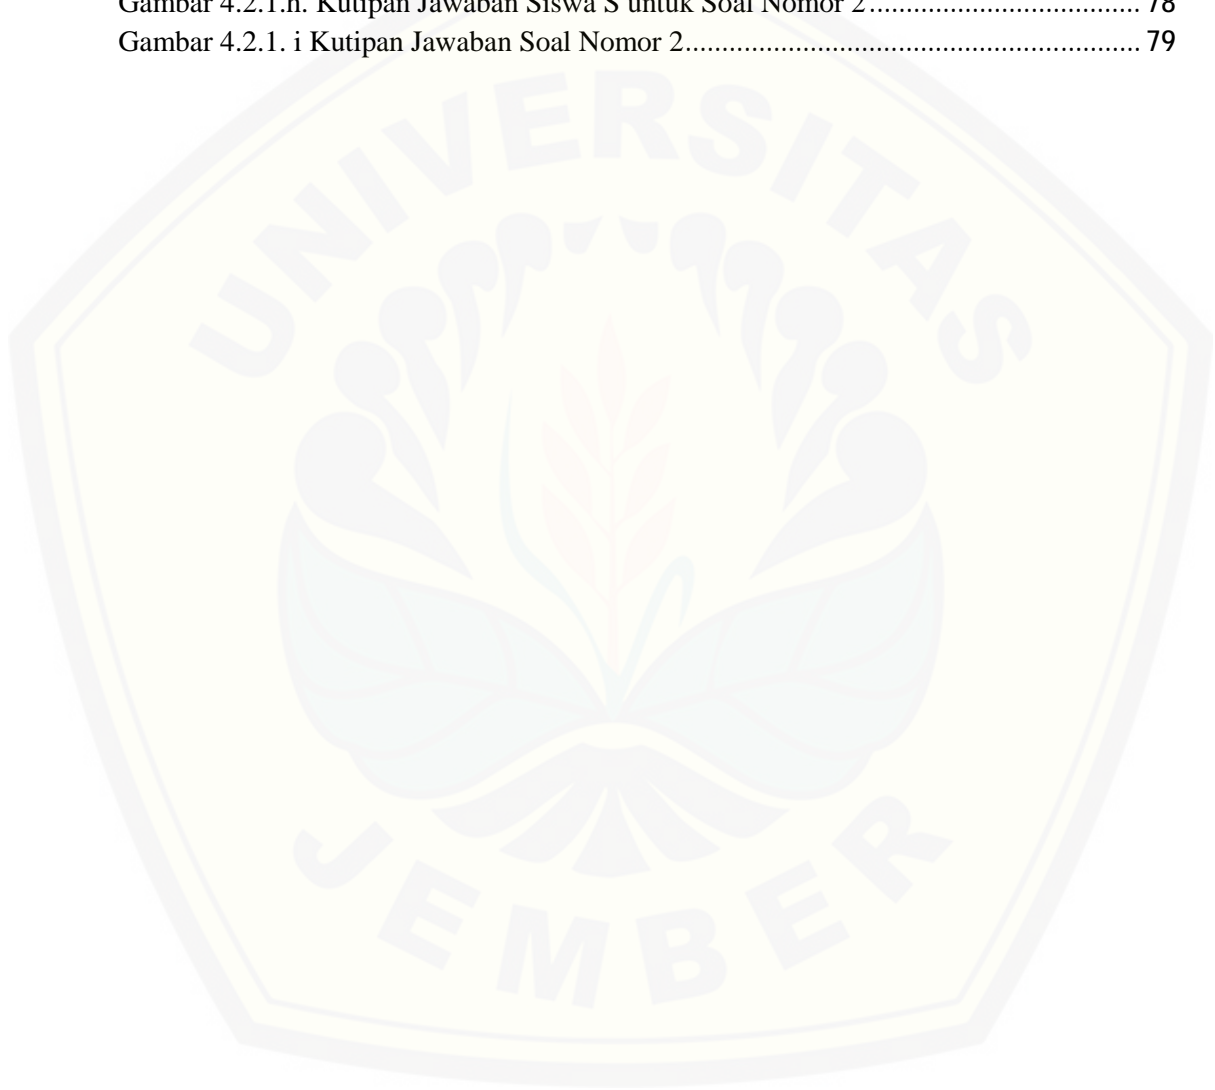 Gambar 4.2.1.h. Kutipan Jawaban Siswa S untuk Soal Nomor 2.................................... 78
Gambar 4.2.1. i Kutipan Jawaban Soal Nomor 2............................................................. 79
UNIVERSITAS
JEMBER